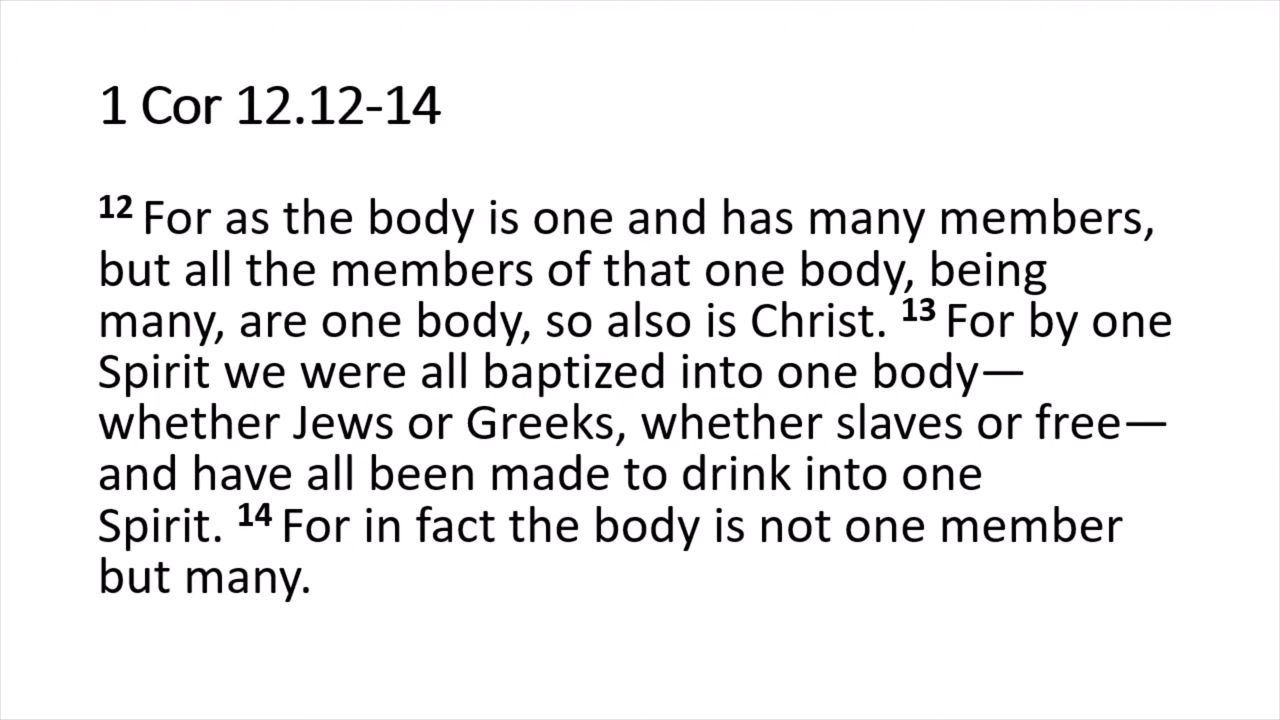 1 Cor 12.12-14
12 For as the body is one and has many members,
but all the members of that one body, being
many, are one body, so also is Christ. 13 For by one
Spirit we were all baptized into one body—
whether Jews or Greeks, whether slaves or free—
and have all been made to drink into one
Spirit. 14 For in fact the body is not one member
but many.